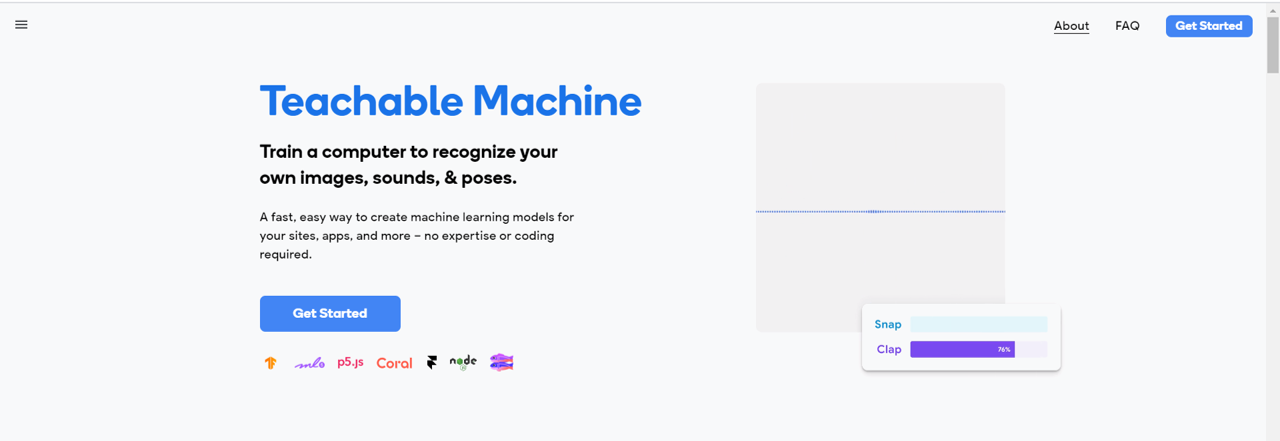 About
FAQ
Get Started
Teachable Machine
Train a computer to recognize your
own images, sounds, & poses.
A fast, easy way to create machine learning models for
your sites, apps, and more – no expertise or coding
required.
Get Started
p5.js
Coral
node
Snap
Clap
76%